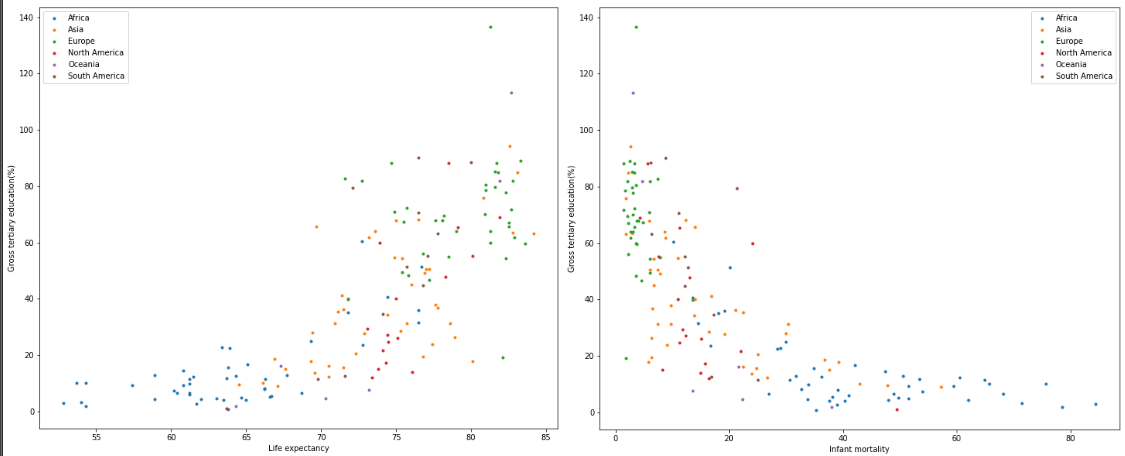 140
120
100
80
60
40
20
0
Gross tertiary education(%)
Africa
Asia
Europe
North America
Oceania
South America
55
60
65
70
75
80
85
Life expectancy
140
120
100
80
60
40
20
0
Gross tertiary education(%)
Africa
Asia
Europe
North America
Oceania
South America
0
20
40
60
80
Infant mortality